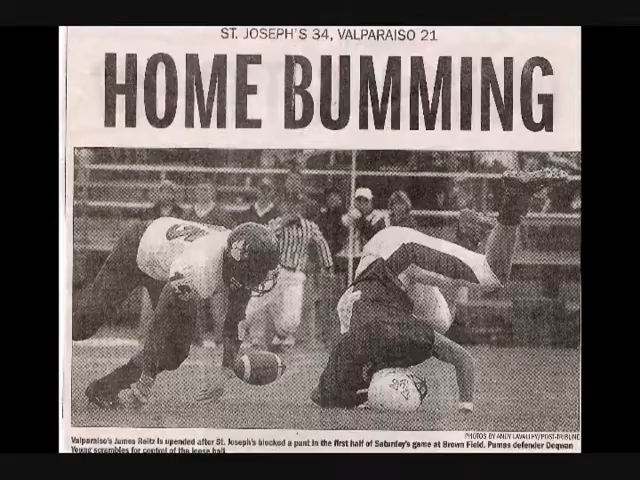 ST. JOSEPH'S 34, VALPARAISO 21
HOME BUMMING
PHOTOS BY ANDY LAVALLEY/POST-TRIBUNE
Valparaiso's James Reitz is upended after St. Joseph's blocked a punt in the first half of Saturday's game at Brown Field. Pumas defender Deqwan
Young scrambles for control of the loose ball.